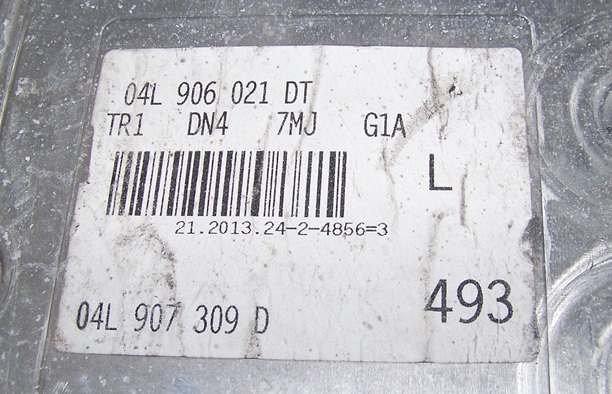 04L 906 021 DT
TR1 DN4 7MJ G1A
L
21.2013.24-2-4856=3
04L 907 309 D
493